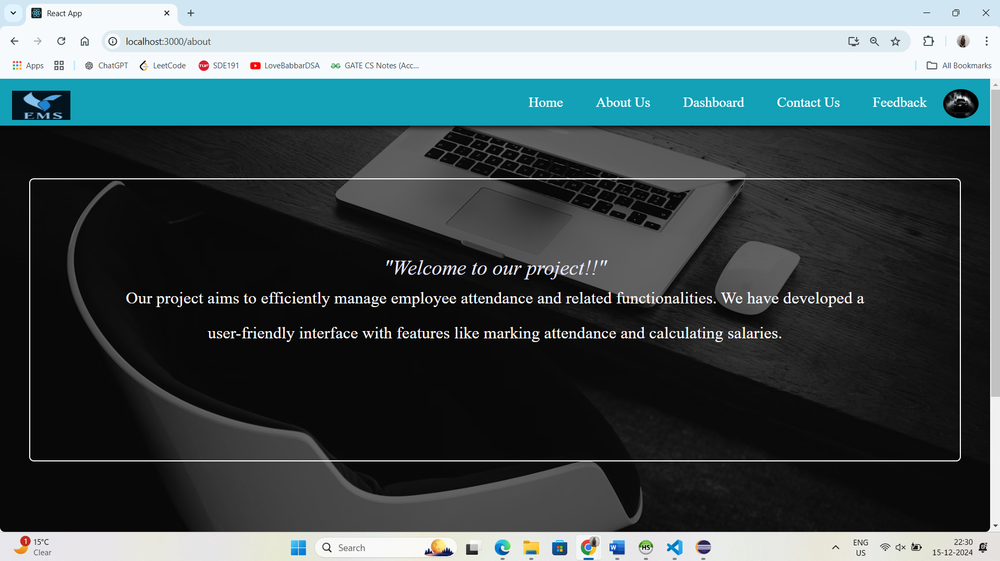 React App
localhost:3000/about
Apps
ChatGPT
LeetCode
TUF
SDE191
LoveBabbarDSA
GATE CS Notes (Acc...
All Bookmarks
EMS
Home
About Us
Dashboard
Contact Us
Feedback
"Welcome to our project!!"
Our project aims to efficiently manage employee attendance and related functionalities. We have developed a
user-friendly interface with features like marking attendance and calculating salaries.
1
15°C
Clear
Search
W
HS
ENG
US
22:30
15-12-2024